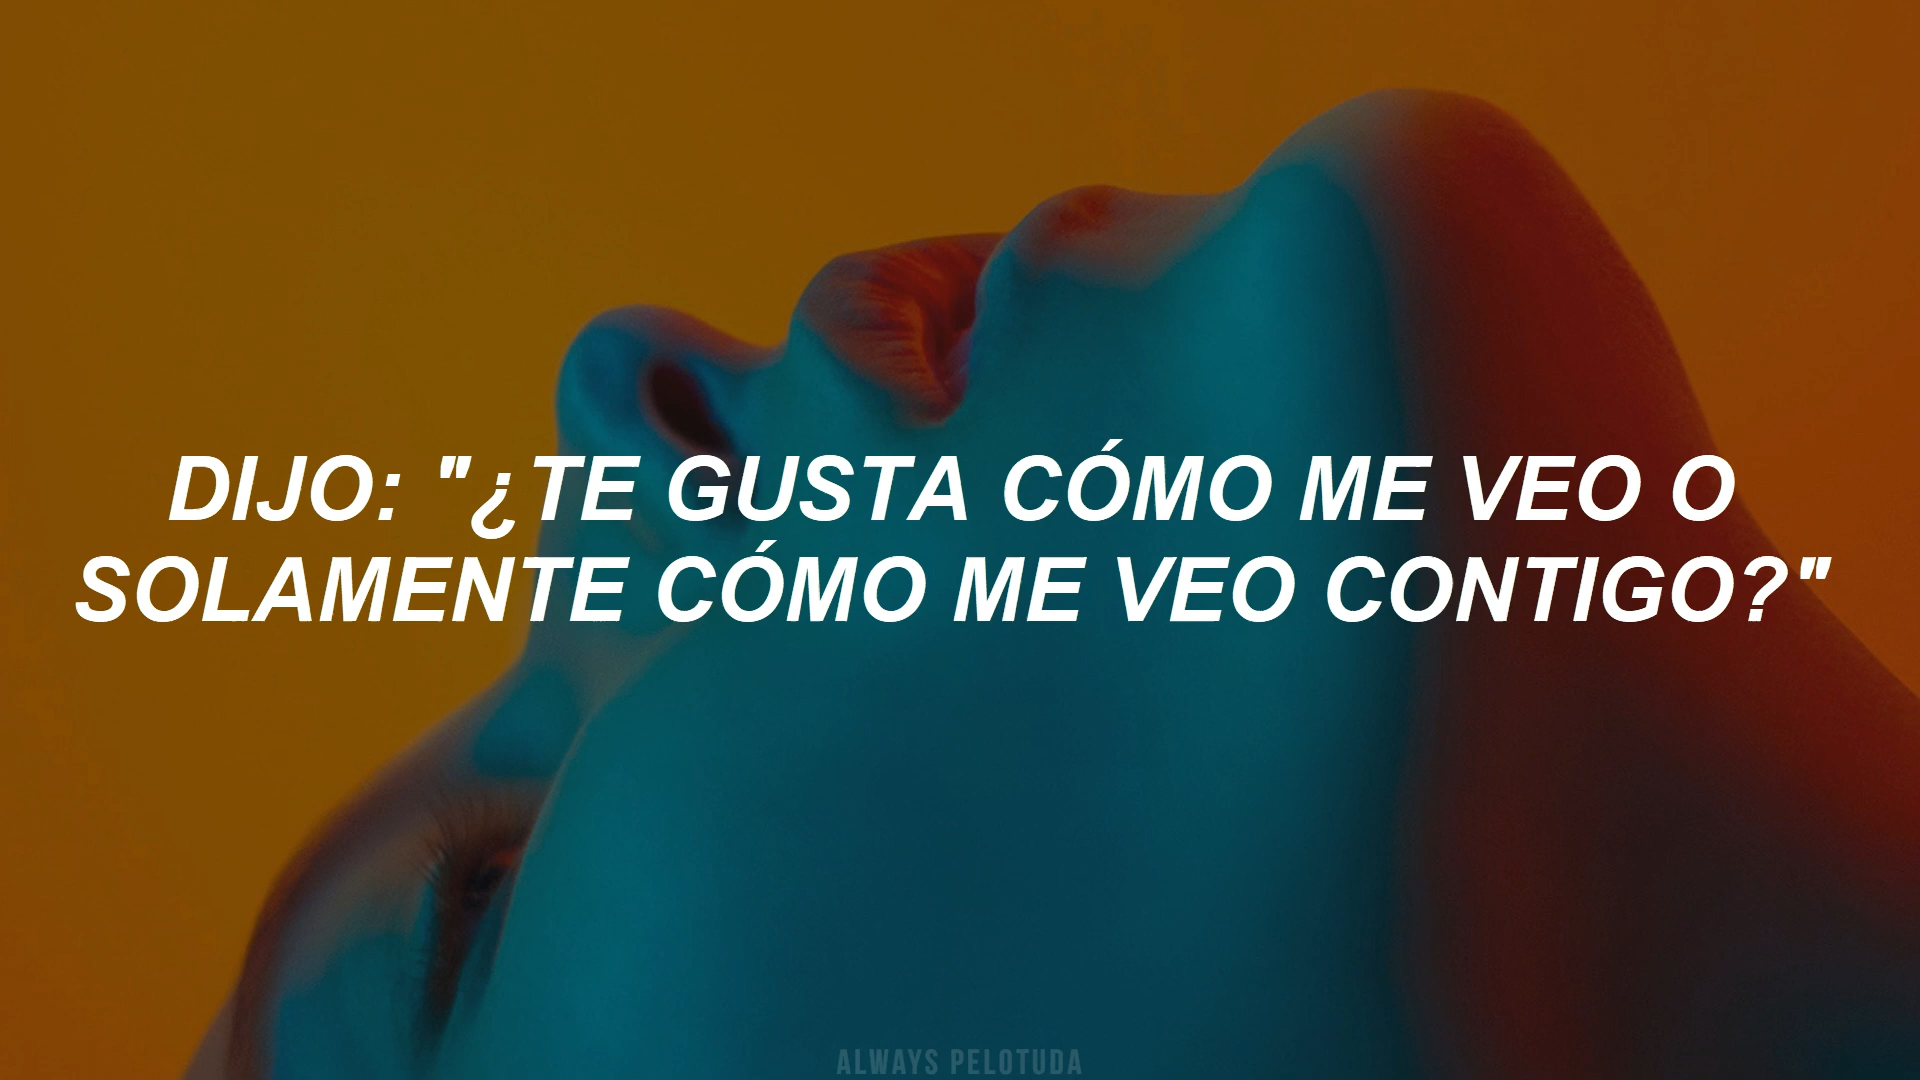 DIJO: "¿TE GUSTA CÓMO ME VEO O
SOLAMENTE CÓMO ME VEO CONTIGO?"
ALWAYS PELOTUDA